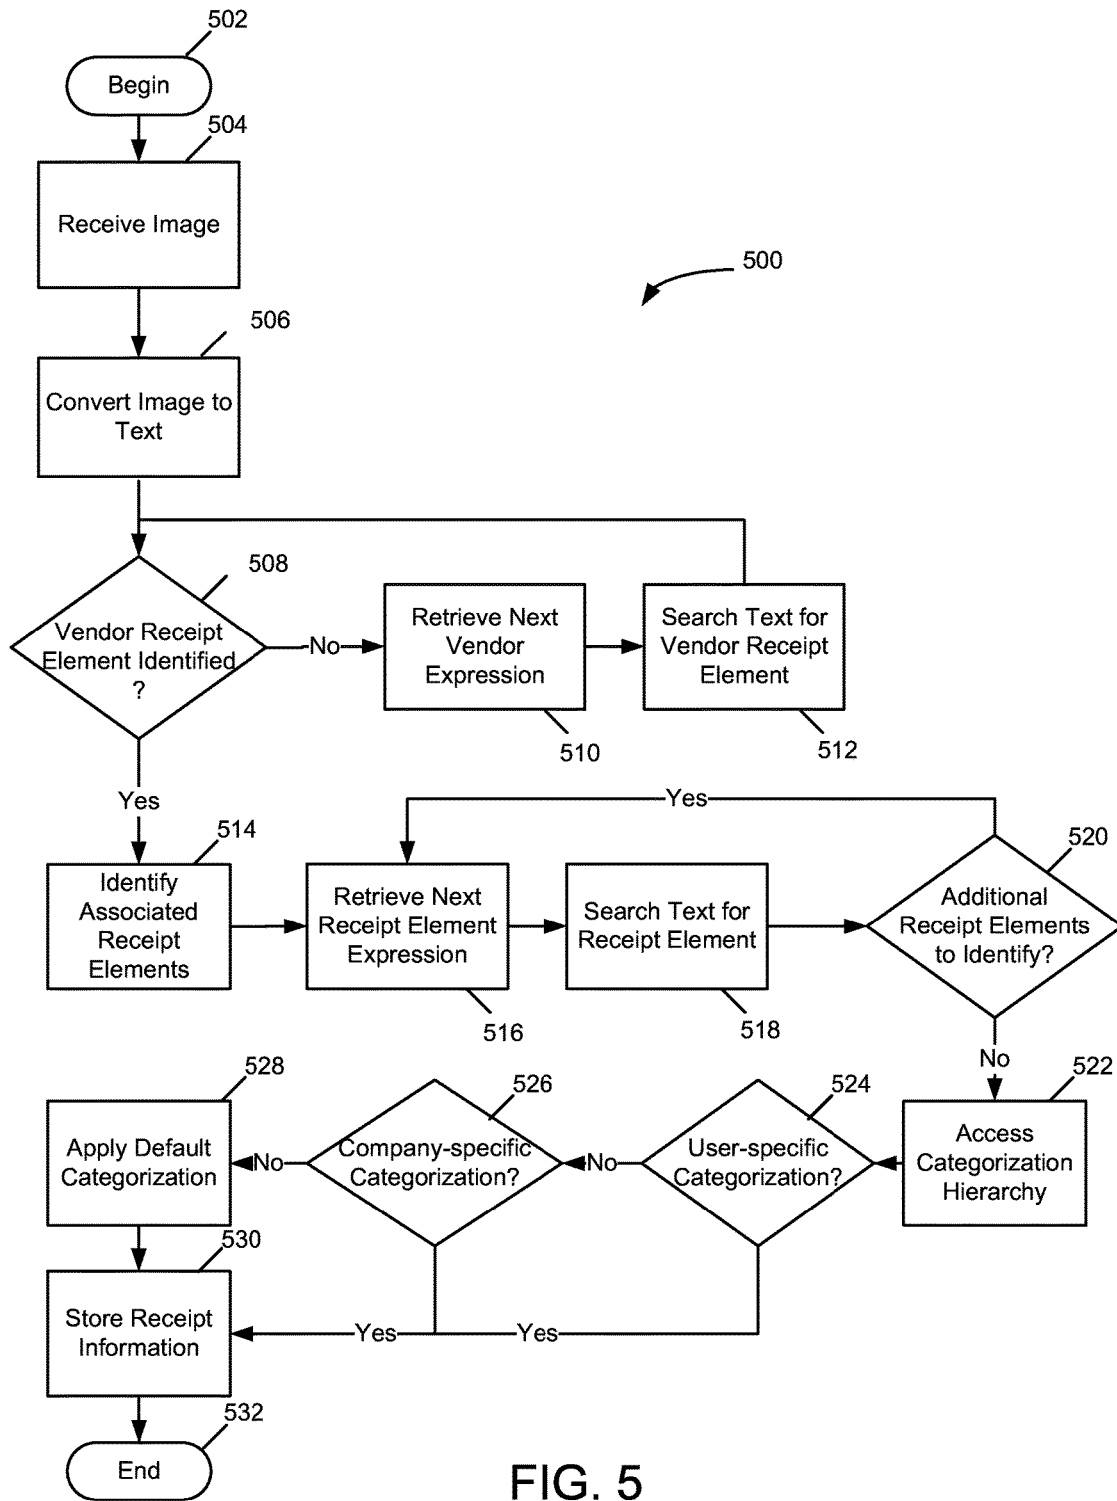 502
Begin
504
Receive Image
500
506
Convert Image to
Text
508
Vendor Receipt
Element Identified
?
No
Retrieve Next
Vendor
Expression
510
Search Text for
Vendor Receipt
Element
512
Yes
Yes
514
Identify
Associated
Receipt
Elements
Retrieve Next
Receipt Element
Expression
516
Search Text for
Receipt Element
518
520
Additional
Receipt Elements
to Identify?
No
522
Access
Categorization
Hierarchy
524
User-specific
Categorization?
No
526
Company-specific
Categorization?
No
528
Apply Default
Categorization
530
Store Receipt
Information
Yes
Yes
532
End
FIG. 5